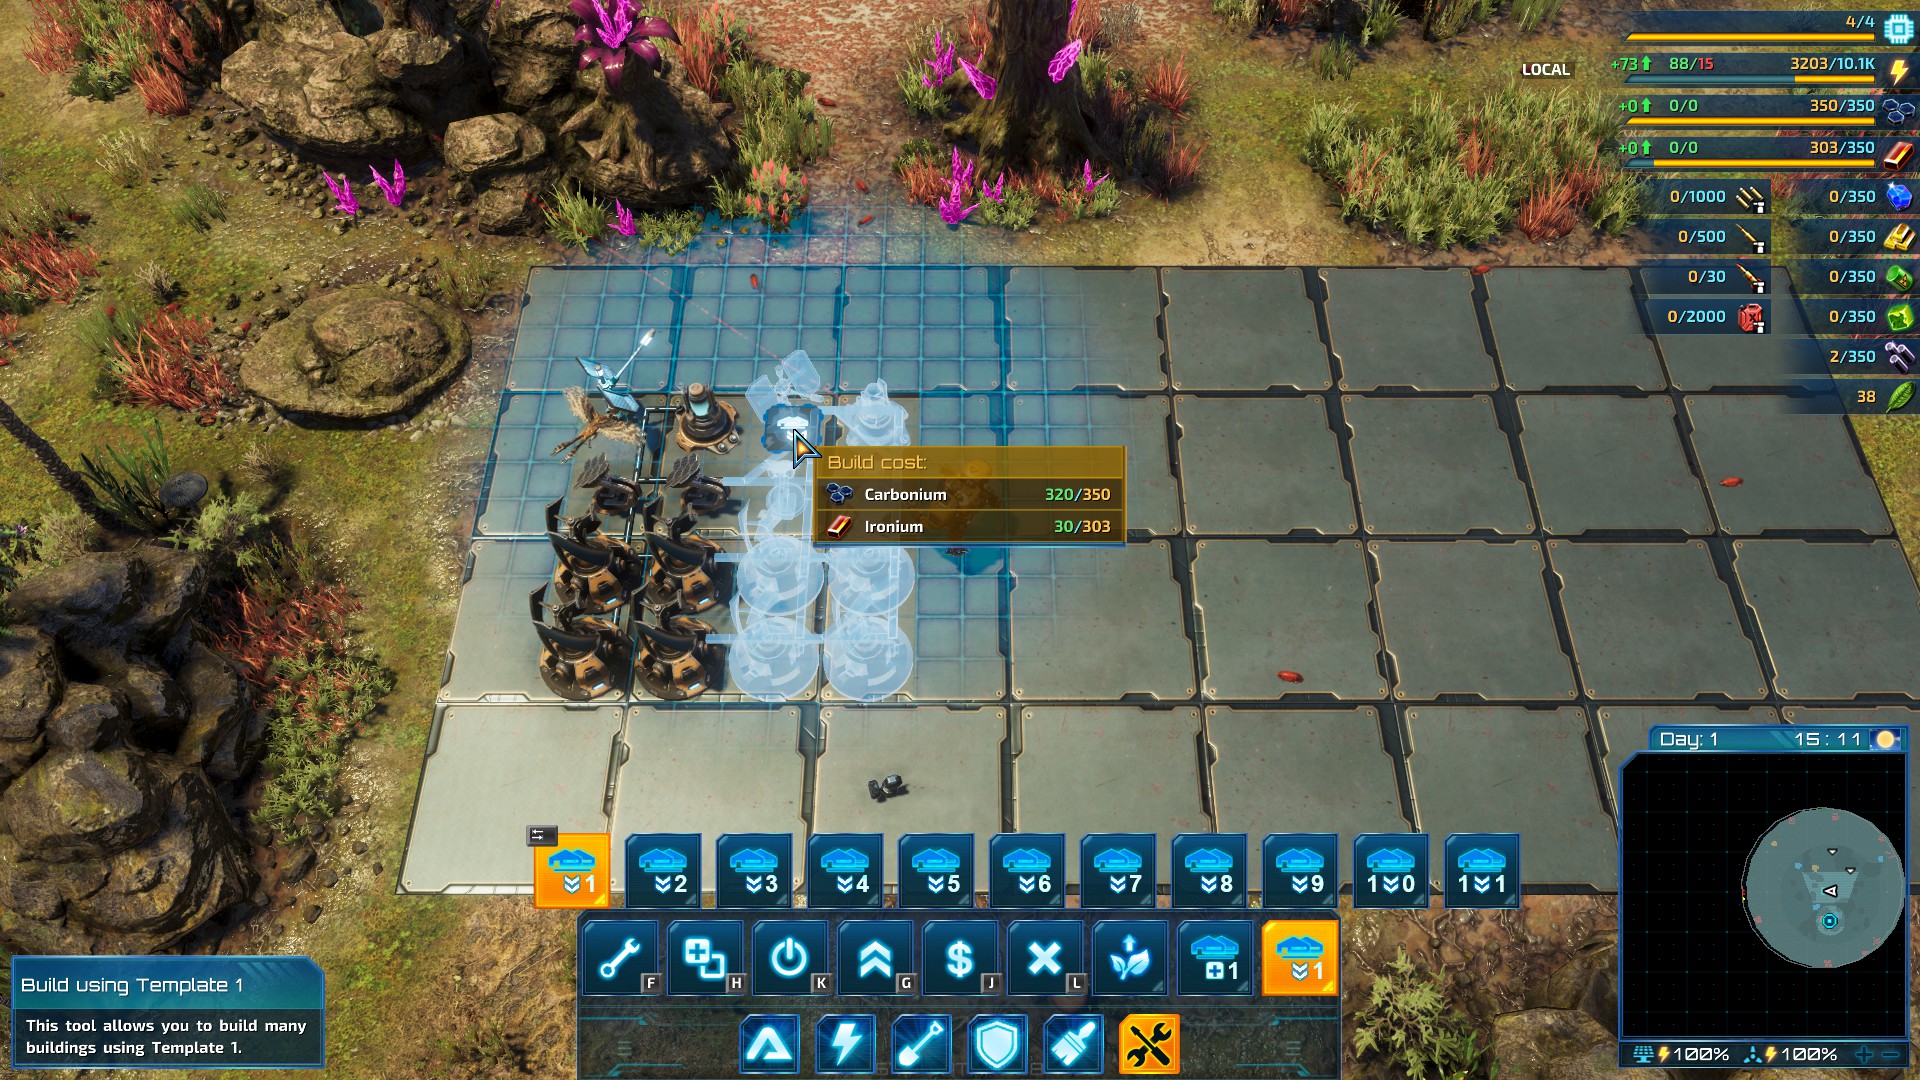 4/4
LOCAL
+73 88/15 3203/10.1K
+0 0/0 350/350
+0 0/0 303/350
0/1000 0/350
0/500 0/350
0/30 0/350
0/2000 0/350
2/350
38
Build cost:
Carbonium 320/350
Ironium 30/303
Day: 1 15:11
1 2 3 4 5 6 7 8 9 10 11
F H K G J L 1 1
Build using Template 1
This tool allows you to build many
buildings using Template 1.
100% 100%